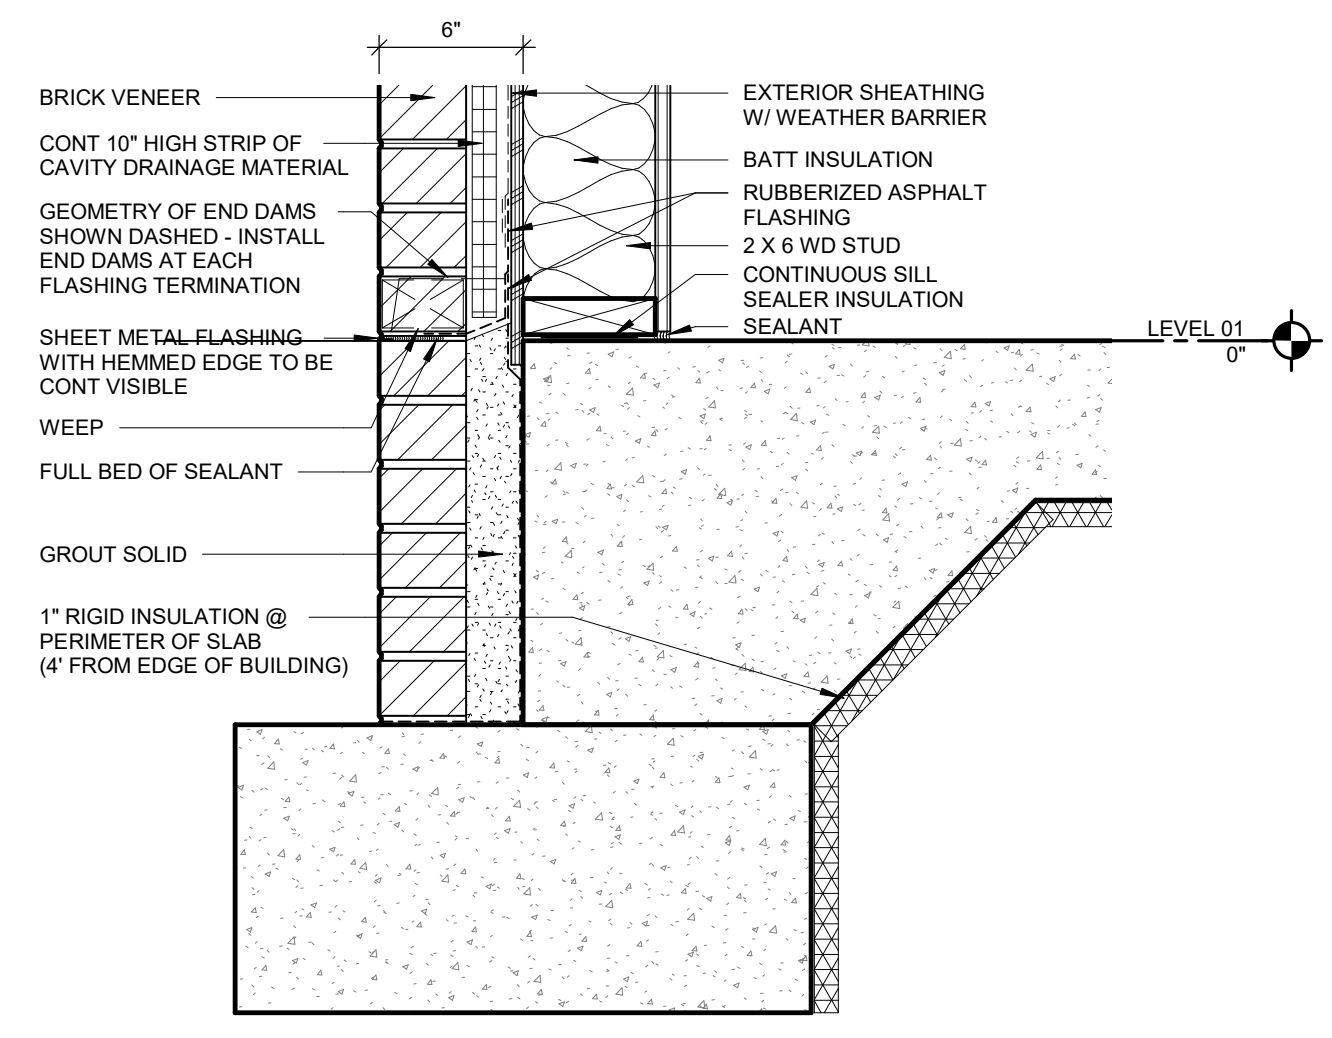 6"
BRICK VENEER
CONT 10" HIGH STRIP OF
CAVITY DRAINAGE MATERIAL
GEOMETRY OF END DAMS
SHOWN DASHED - INSTALL
END DAMS AT EACH
FLASHING TERMINATION
SHEET METAL FLASHING
WITH HEMMED EDGE TO BE
CONT VISIBLE
WEEP
FULL BED OF SEALANT
GROUT SOLID
1" RIGID INSULATION @
PERIMETER OF SLAB
(4' FROM EDGE OF BUILDING)
EXTERIOR SHEATHING
W/ WEATHER BARRIER
BATT INSULATION
RUBBERIZED ASPHALT
FLASHING
2 X 6 WD STUD
CONTINUOUS SILL
SEALER INSULATION
SEALANT
LEVEL 01
0"